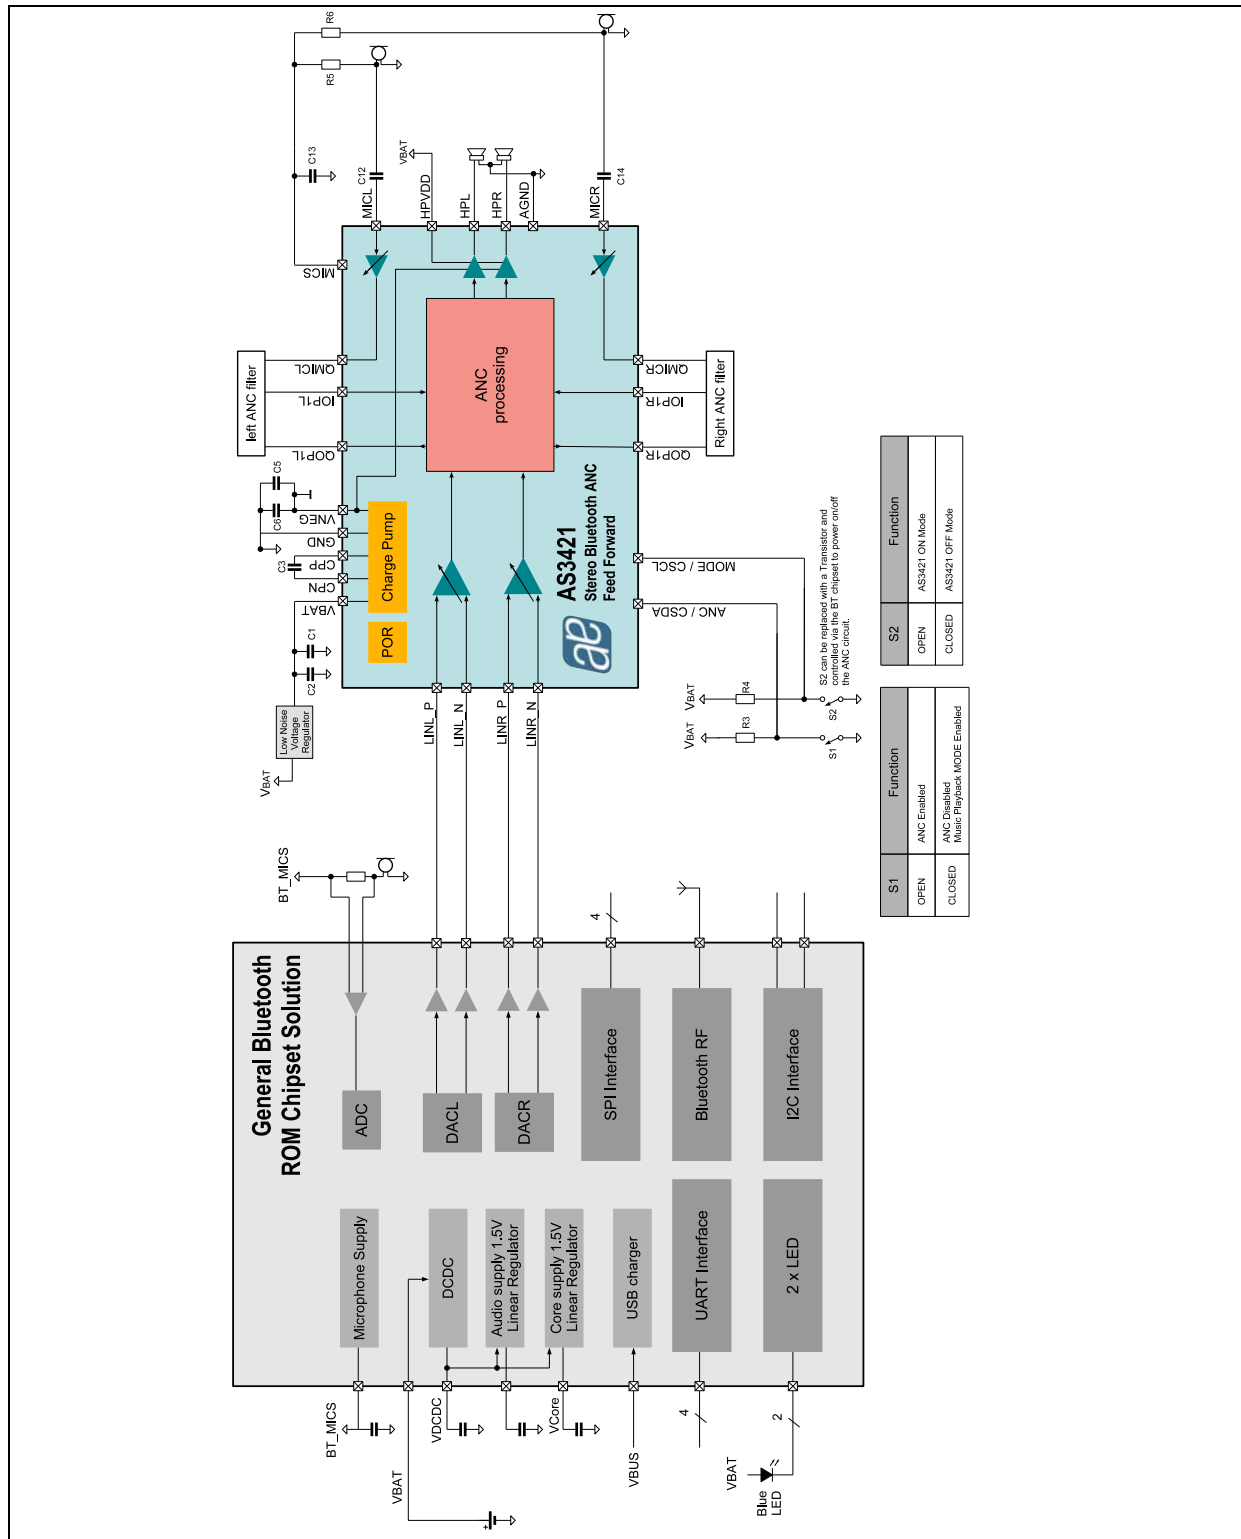 General Bluetooth
ROM Chipset Solution
Microphone Supply
DCDC
Audio supply 1.5V
Linear Regulator
Core supply 1.5V
Linear Regulator
USB charger
UART Interface
2 x LED
ADC
DACL
DACR
SPI Interface
Bluetooth RF
I2C Interface
BT_MICS
VBAT
+
VDCDC
VCore
VBUS
4
2
VBAT
Blue
LED
BT_MICS
4
VBAT
Low Noise
Voltage
Regulator
C2
C1
VBAT
CPN
CPP
C3
GND
VNEG
C6
C5
QOP1L
IOP1L
QMICL
left ANC filter
MICS
C13
R5
R6
C12
MICL
VBAT
HPVDD
HPL
HPR
AGND
MICR
C14
LINL_P
LINL_N
LINR_P
LINR_N
POR
Charge Pump
ANC
processing
AS3421
Stereo Bluetooth ANC
Feed Forward
QOP1R
IOP1R
QMICR
Right ANC filter
ANC / CSDA
MODE / CSCL
VBAT
VBAT
R3
R4
S1
S2
S2 can be replaced with a Transistor and
controlled via the BT chipset to power on/off
the ANC circuit.
S1 Function
OPEN ANC Enabled
CLOSED ANC Disabled
Music Playback MODE Enabled
S2 Function
OPEN AS3421 ON Mode
CLOSED AS3421 OFF Mode